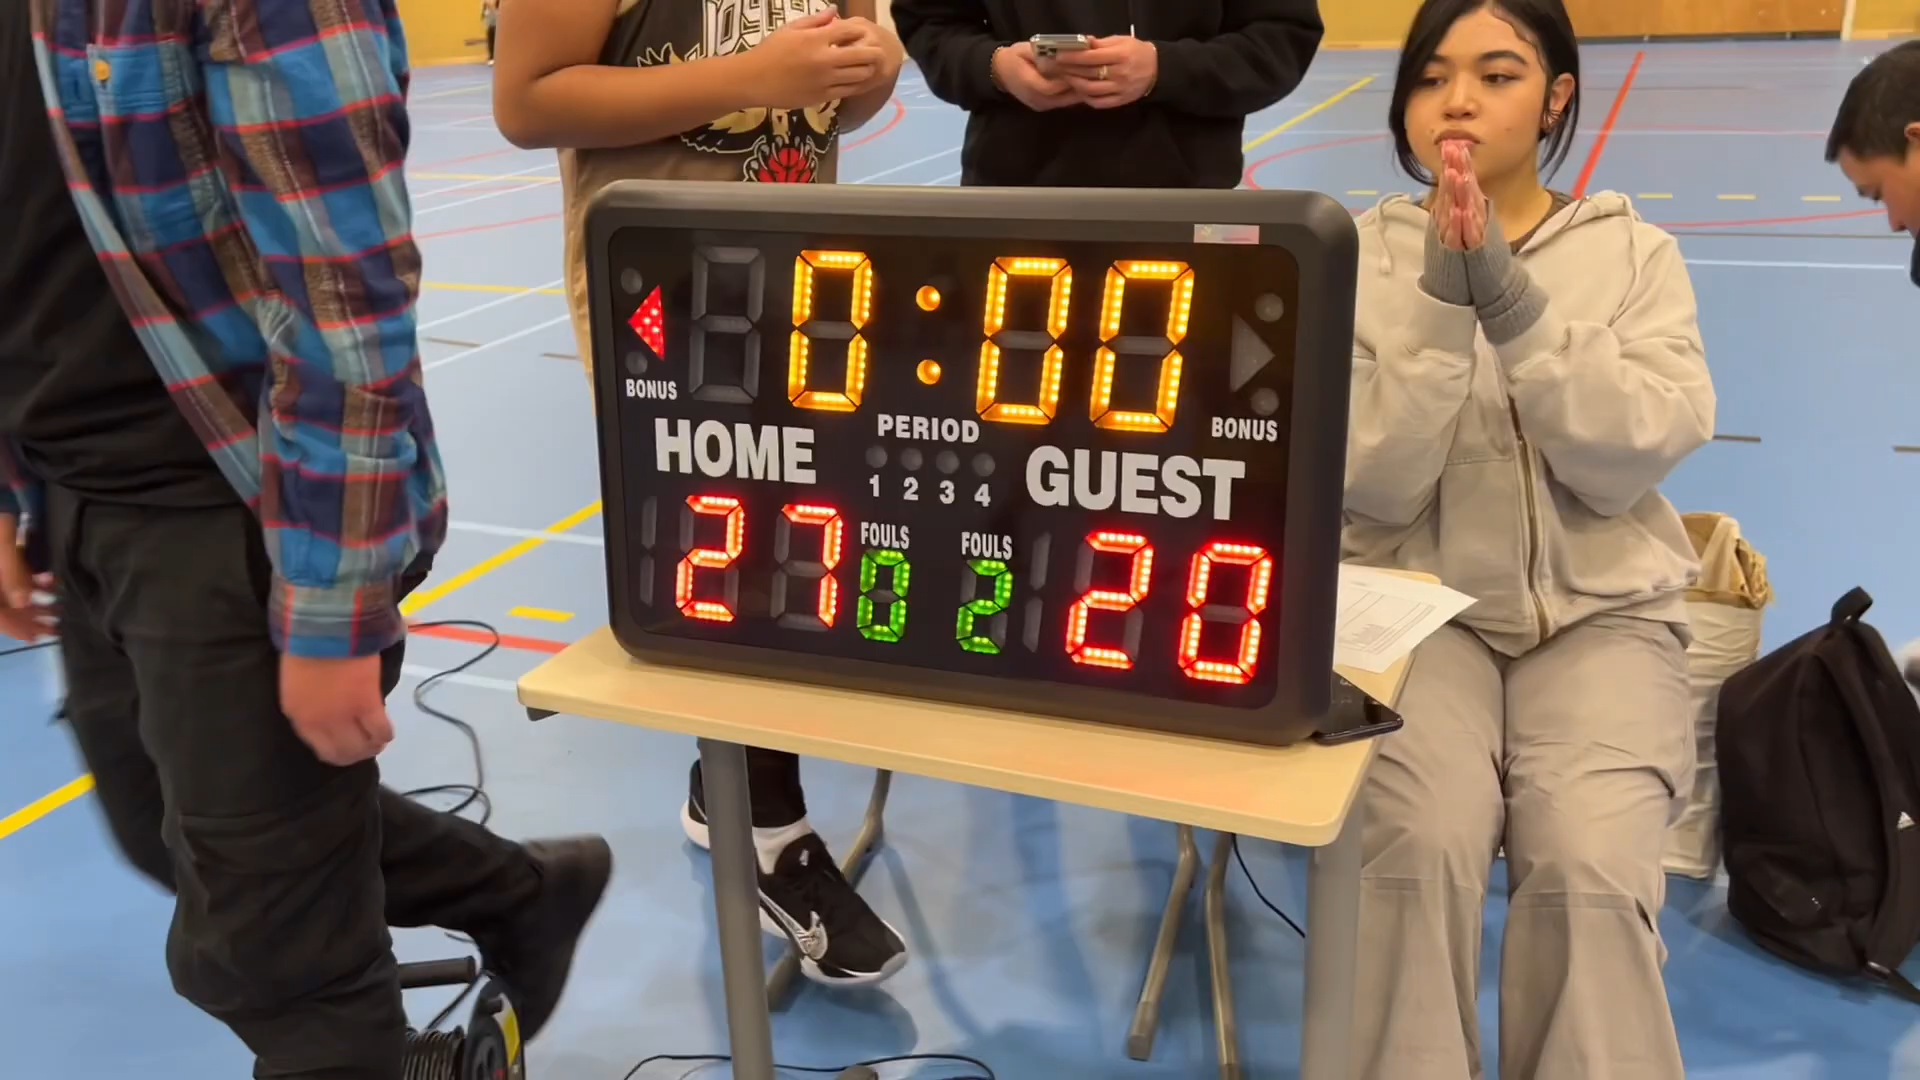 0:00
BONUS
PERIOD
BONUS
HOME
1 2 3 4
GUEST
27
FOULS
0
FOULS
2
20